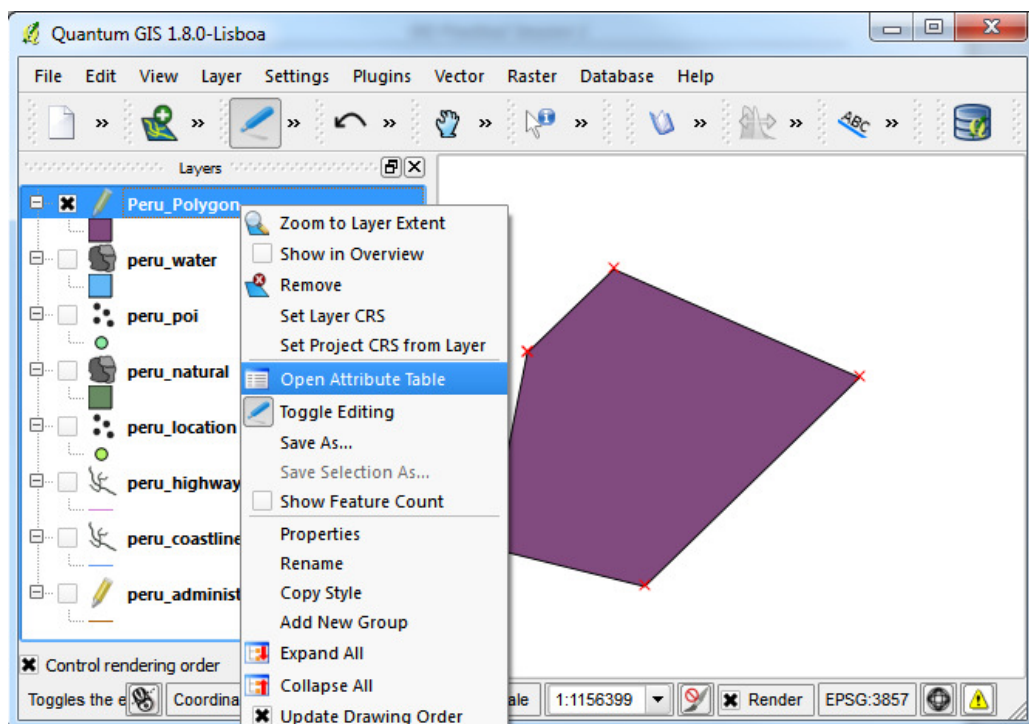 Quantum GIS 1.8.0-Lisboa
File Edit View Layer Settings Plugins Vector Raster Database Help
» » » » » » » » ABC »
Layers
Peru_Polygon
peru_water
peru_poi
peru_natural
peru_location
peru_highway
peru_coastline
peru_administ
Zoom to Layer Extent
Show in Overview
Remove
Set Layer CRS
Set Project CRS from Layer
Open Attribute Table
Toggle Editing
Save As...
Save Selection As...
Show Feature Count
Properties
Rename
Copy Style
Add New Group
Expand All
Collapse All
Update Drawing Order
Control rendering order
Toggles the e Coordina ale 1:1156399 Render EPSG:3857